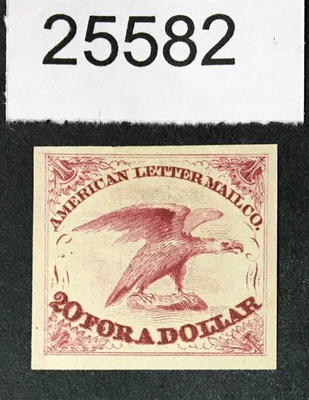 25582
AMERICAN LETTER MAIL CO.
20 FOR A DOLLAR